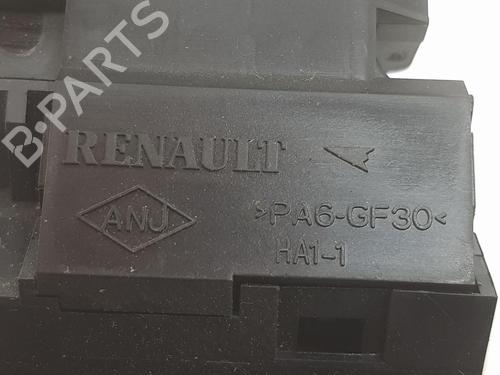 B-PARTS
RENAULT
ANJ
>PA6-GF30<
HA1-1